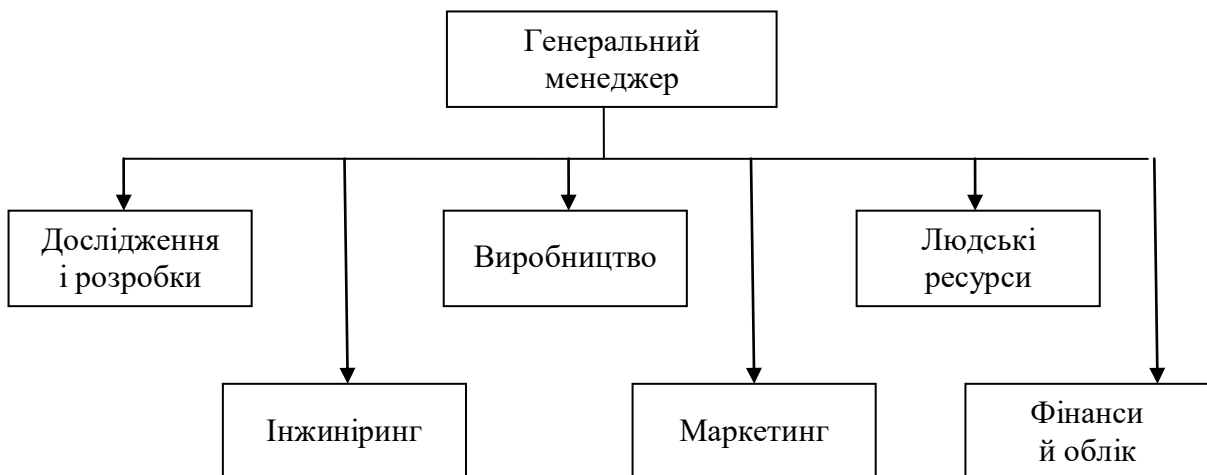 Генеральний
менеджер
Дослідження
і розробки
Виробництво
Людські
ресурси
Інжиніринг
Маркетинг
Фінанси
й облік